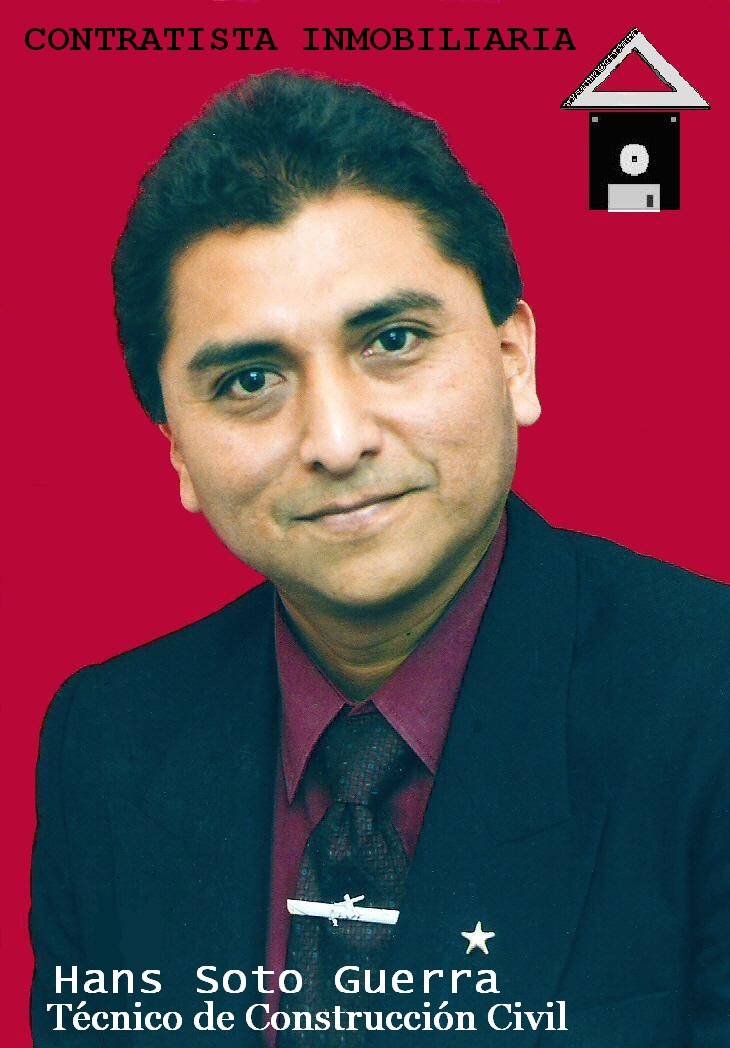 CONTRATISTA INMOBILIARIA
Hans Soto Guerra
Técnico de Construcción Civil